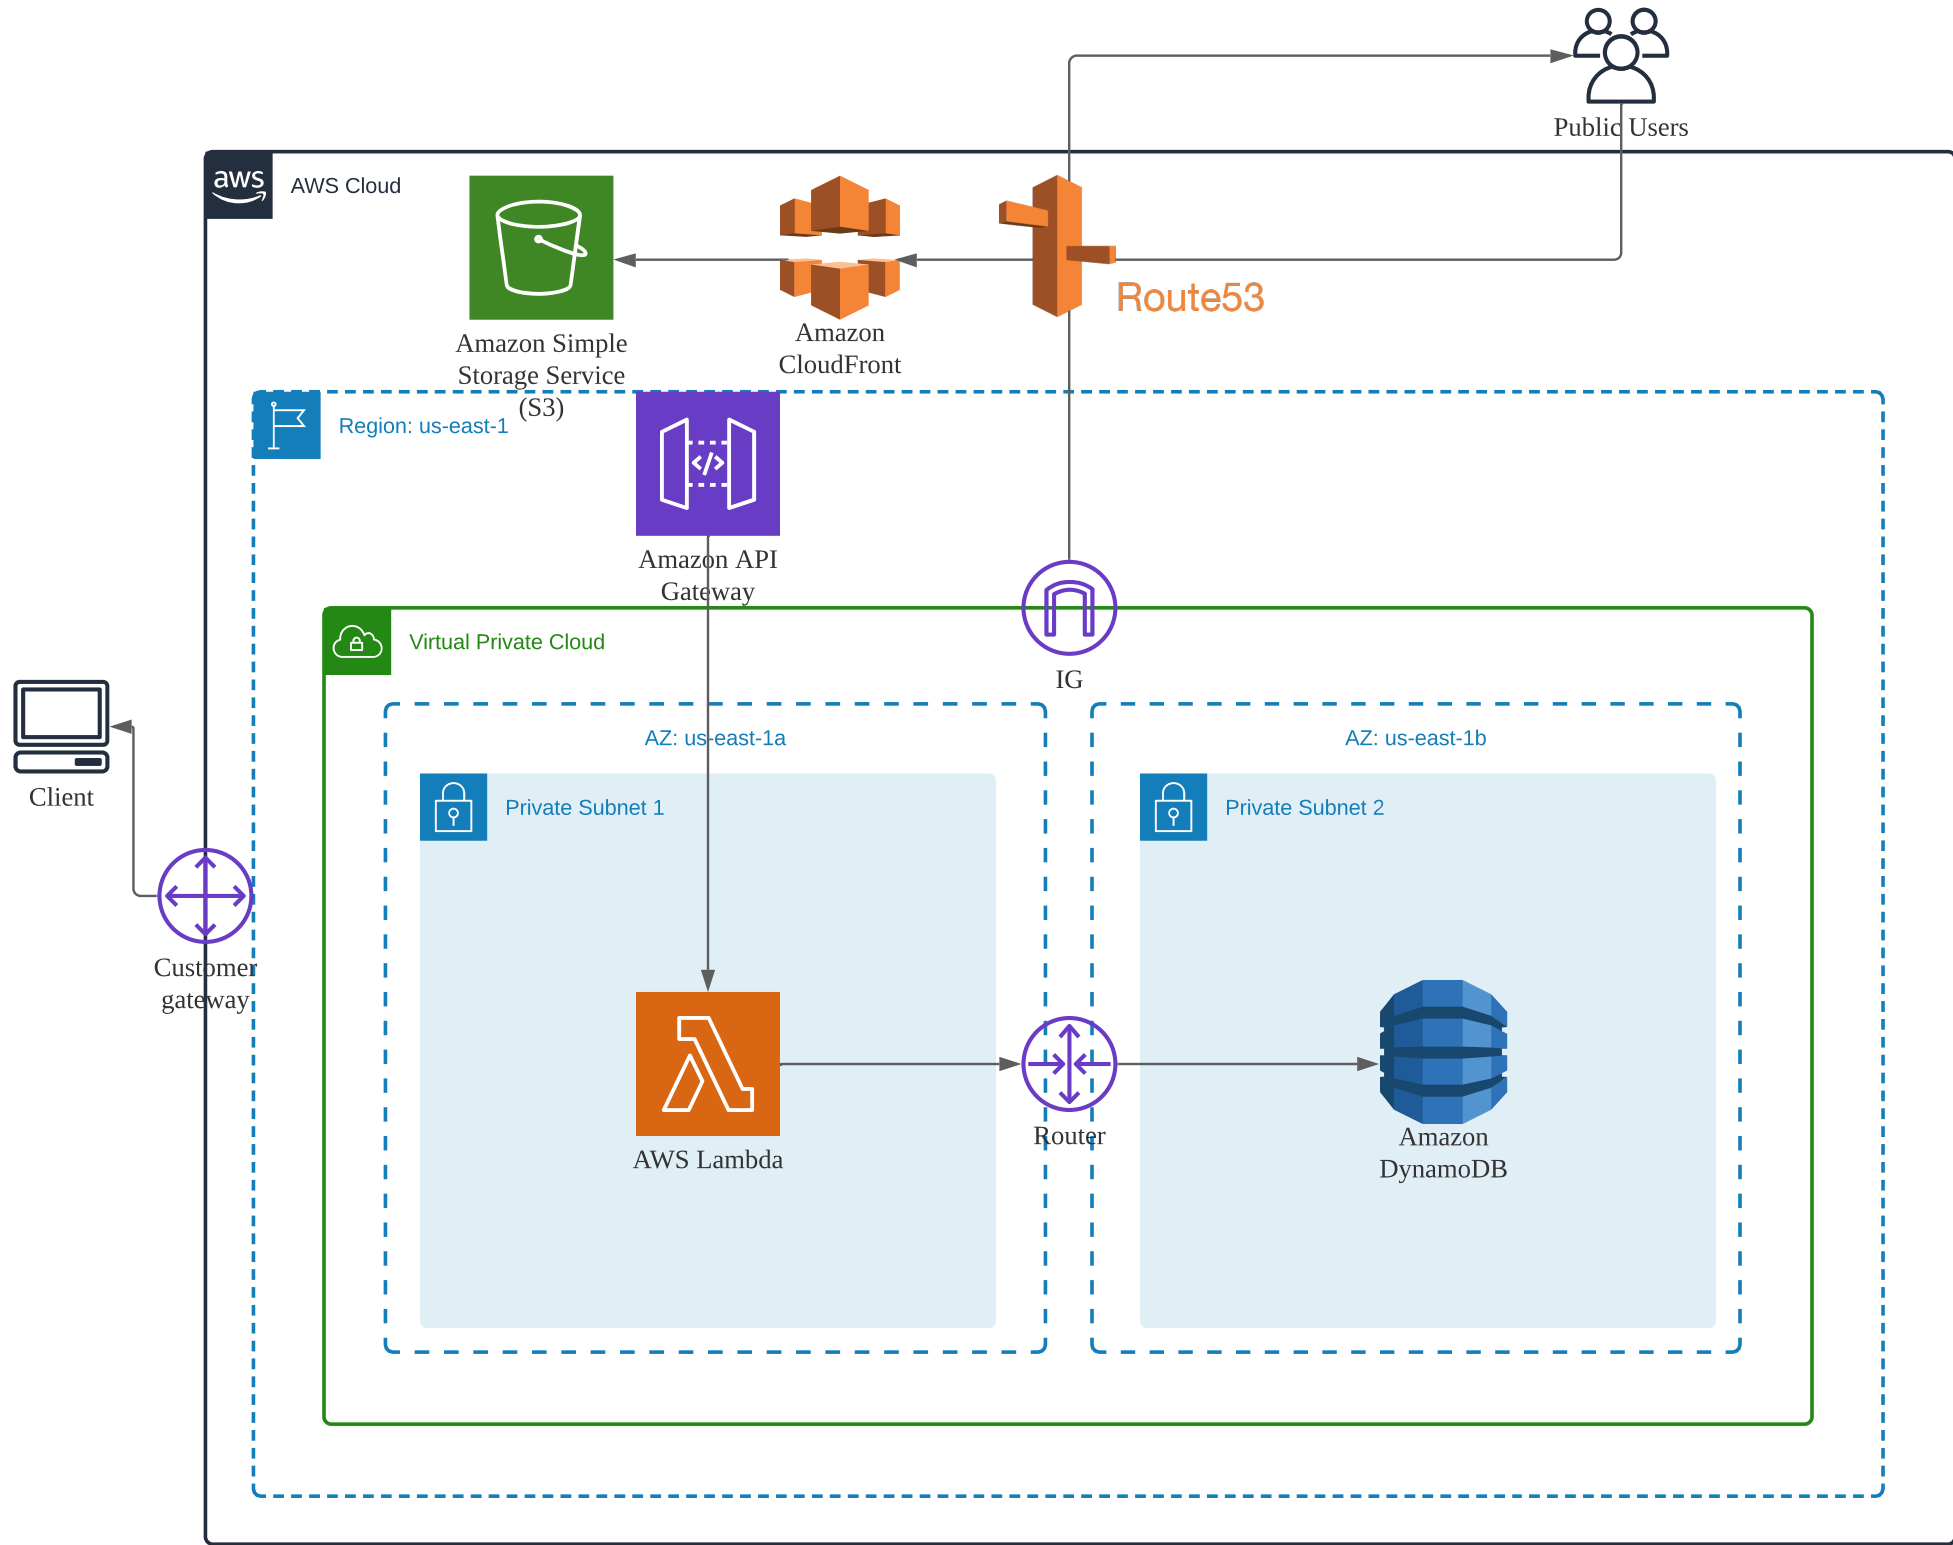 Public Users
aws
AWS Cloud
Route53
Amazon Simple
Storage Service
(S3)
Amazon
CloudFront
Region: us-east-1
</>
Amazon API
Gateway
Virtual Private Cloud
IG
Client
AZ: us-east-1a
AZ: us-east-1b
Private Subnet 1
Private Subnet 2
Customer
gateway
AWS Lambda
Router
Amazon
DynamoDB